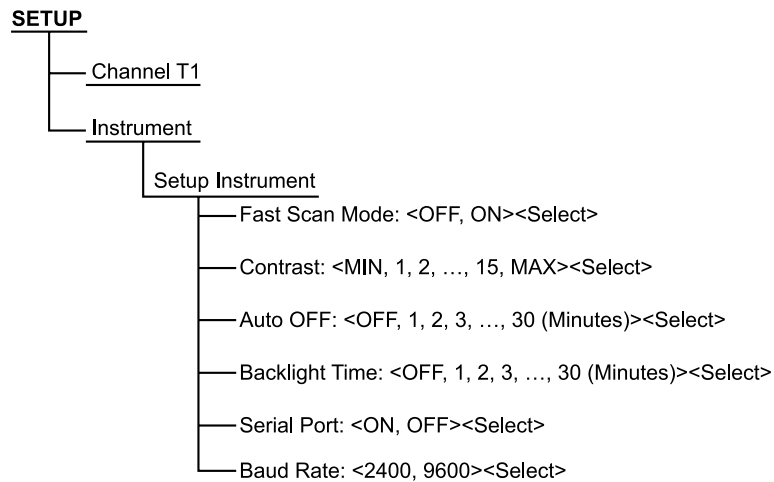 SETUP
Channel T1
Instrument
Setup Instrument
Fast Scan Mode: <OFF, ON><Select>
Contrast: <MIN, 1, 2, ..., 15, MAX><Select>
Auto OFF: <OFF, 1, 2, 3, ..., 30 (Minutes)><Select>
Backlight Time: <OFF, 1, 2, 3, ..., 30 (Minutes)><Select>
Serial Port: <ON, OFF><Select>
Baud Rate: <2400, 9600><Select>